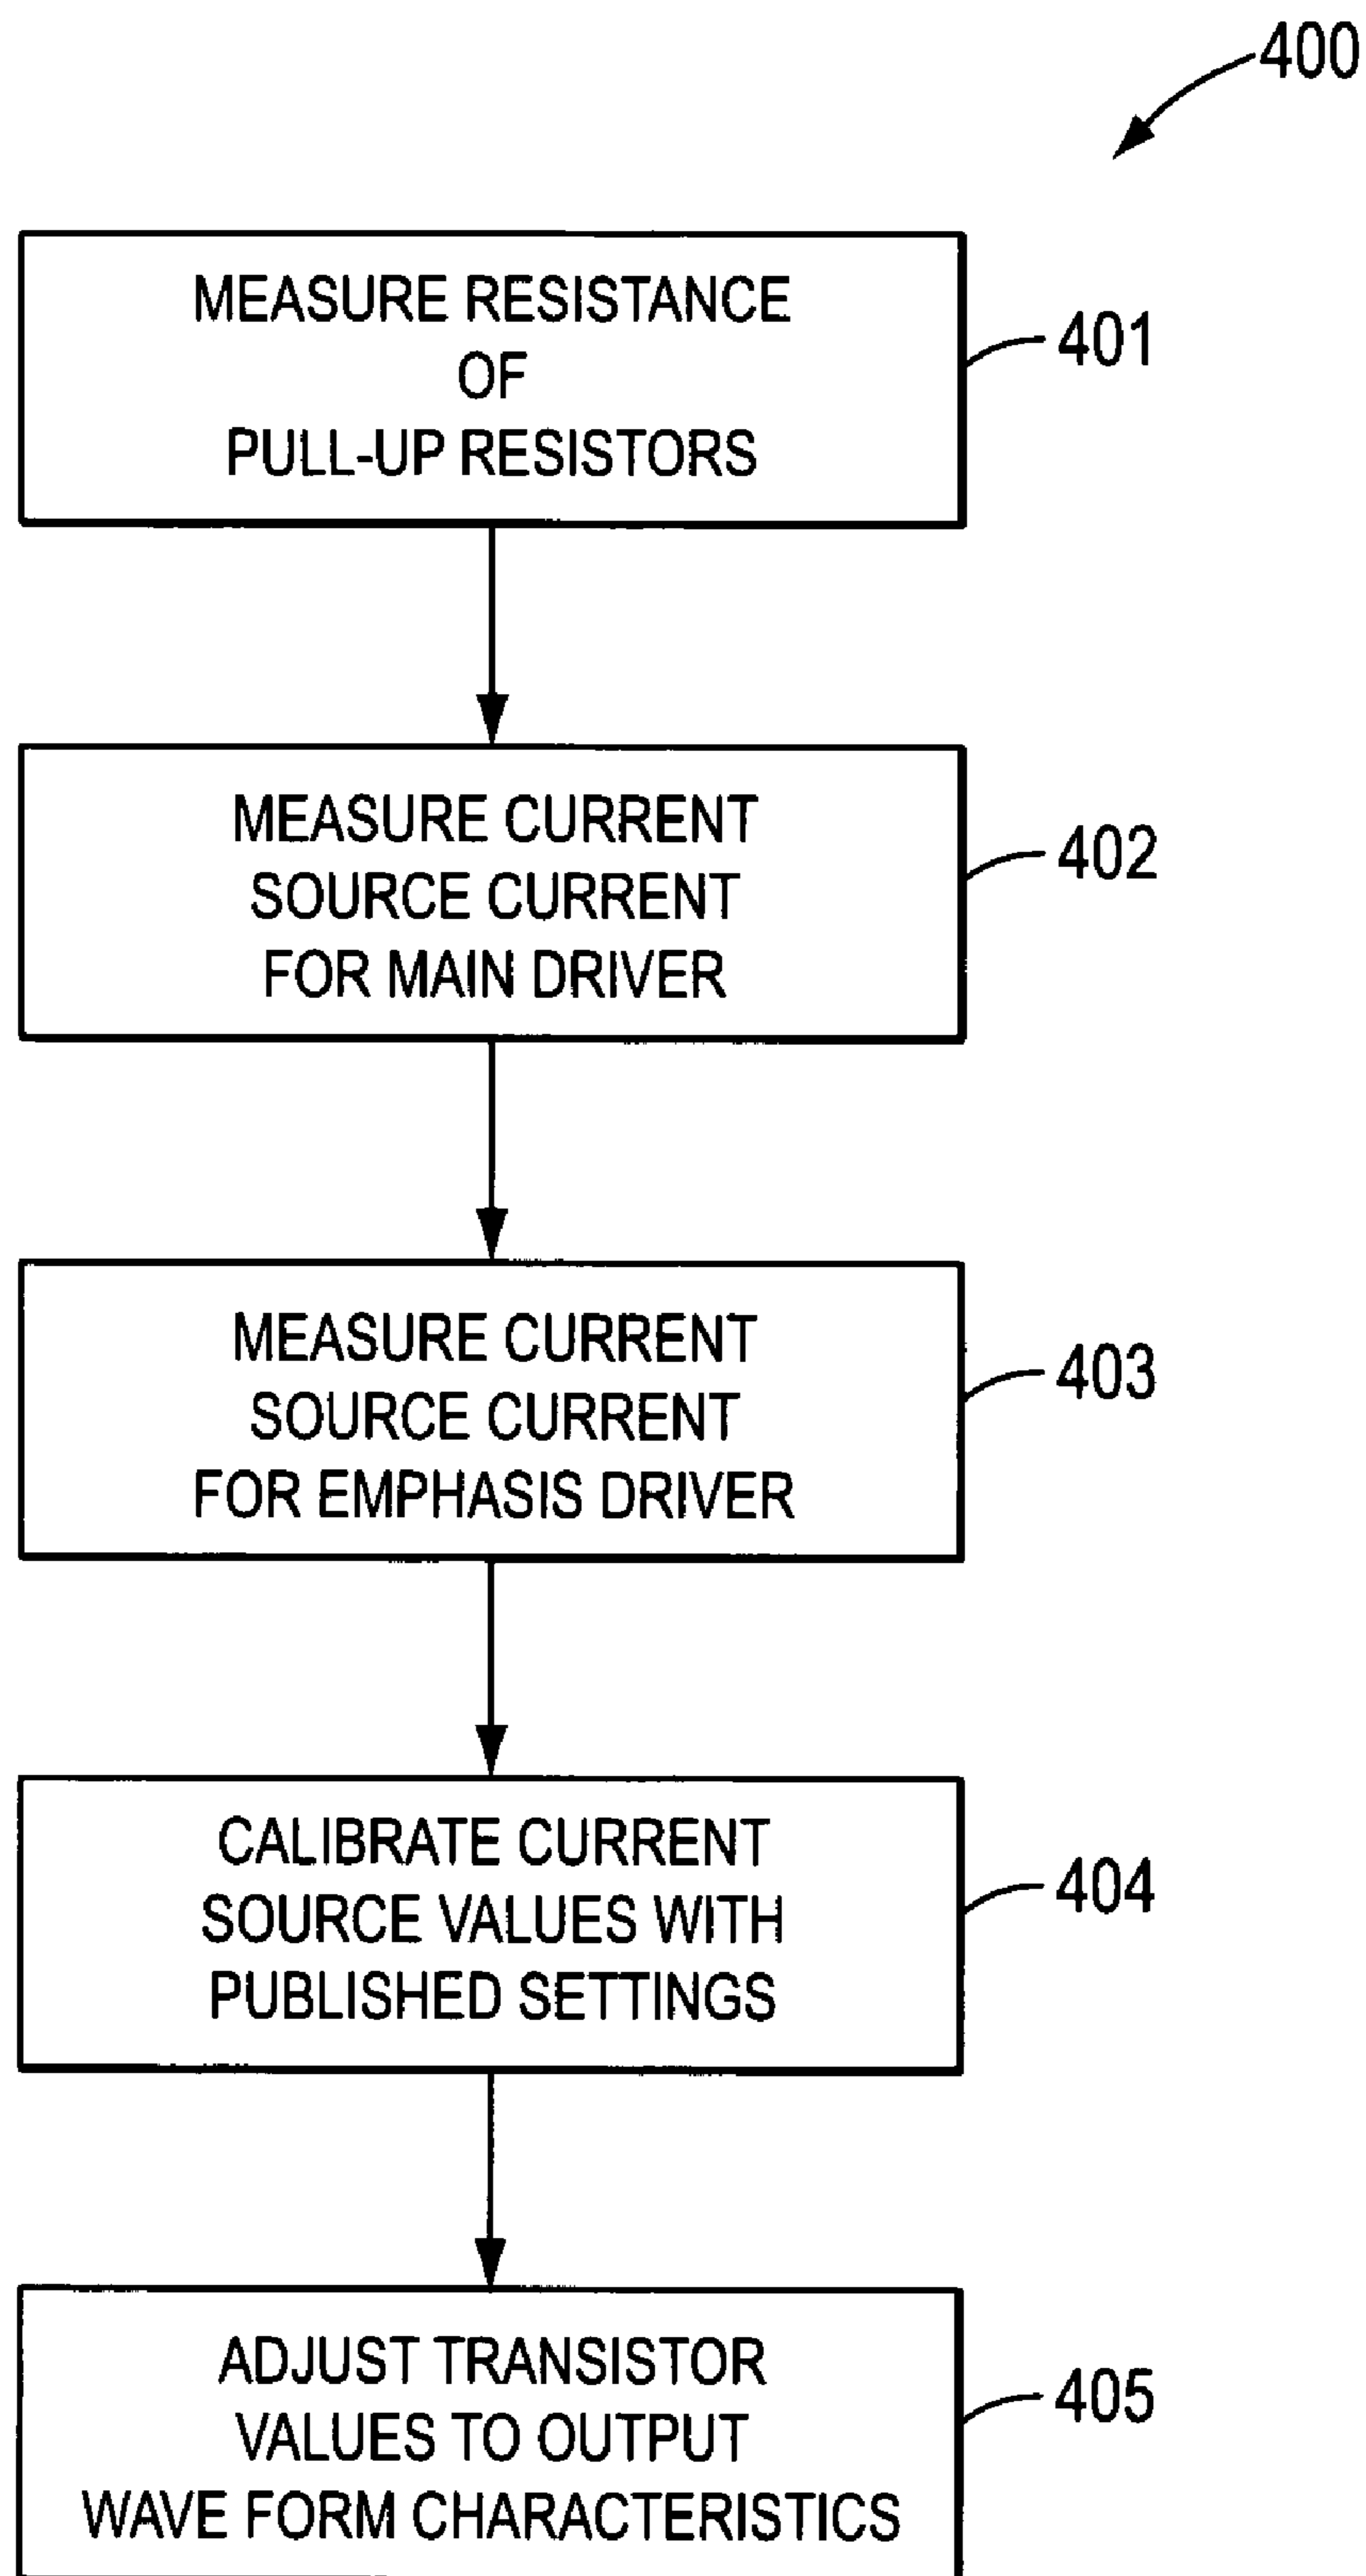 400
MEASURE RESISTANCE
OF
PULL-UP RESISTORS
401
MEASURE CURRENT
SOURCE CURRENT
FOR MAIN DRIVER
402
MEASURE CURRENT
SOURCE CURRENT
FOR EMPHASIS DRIVER
403
CALIBRATE CURRENT
SOURCE VALUES WITH
PUBLISHED SETTINGS
404
ADJUST TRANSISTOR
VALUES TO OUTPUT
WAVE FORM CHARACTERISTICS
405